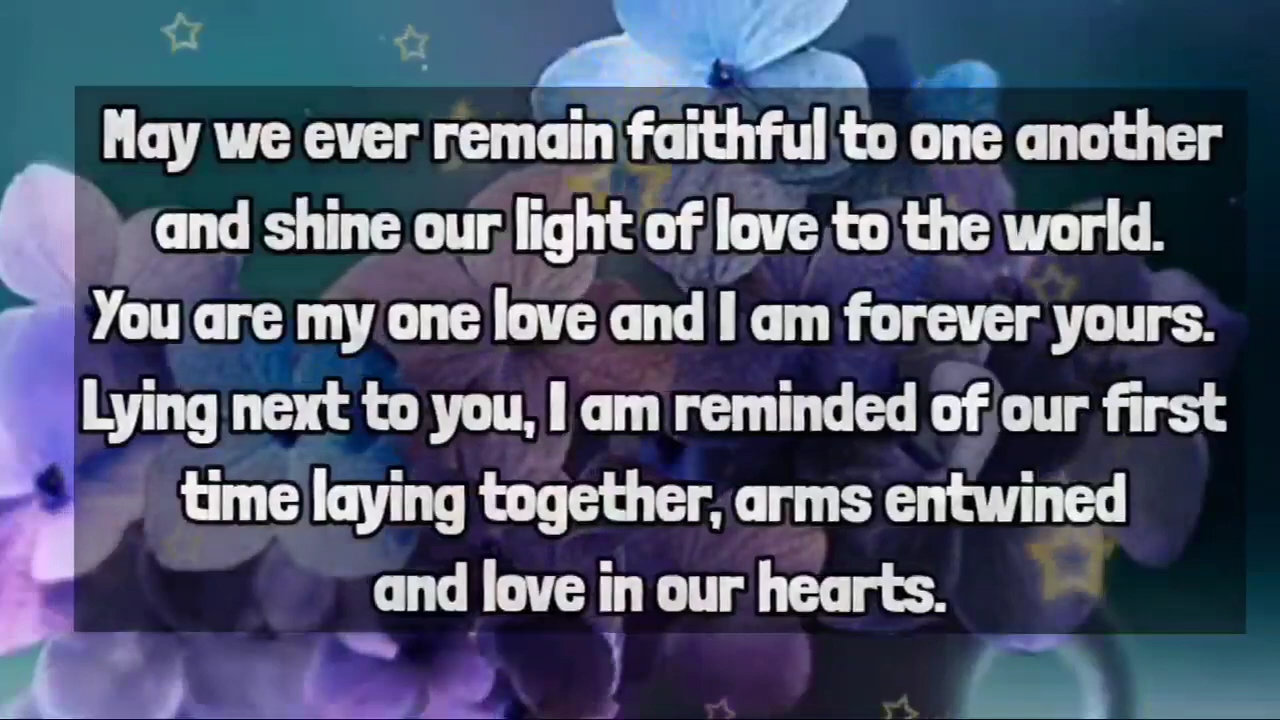 May we ever remain faithful to one another
and shine our light of love to the world.
You are my one love and I am forever yours.
Lying next to you, I am reminded of our first
time laying together, arms entwined
and love in our hearts.